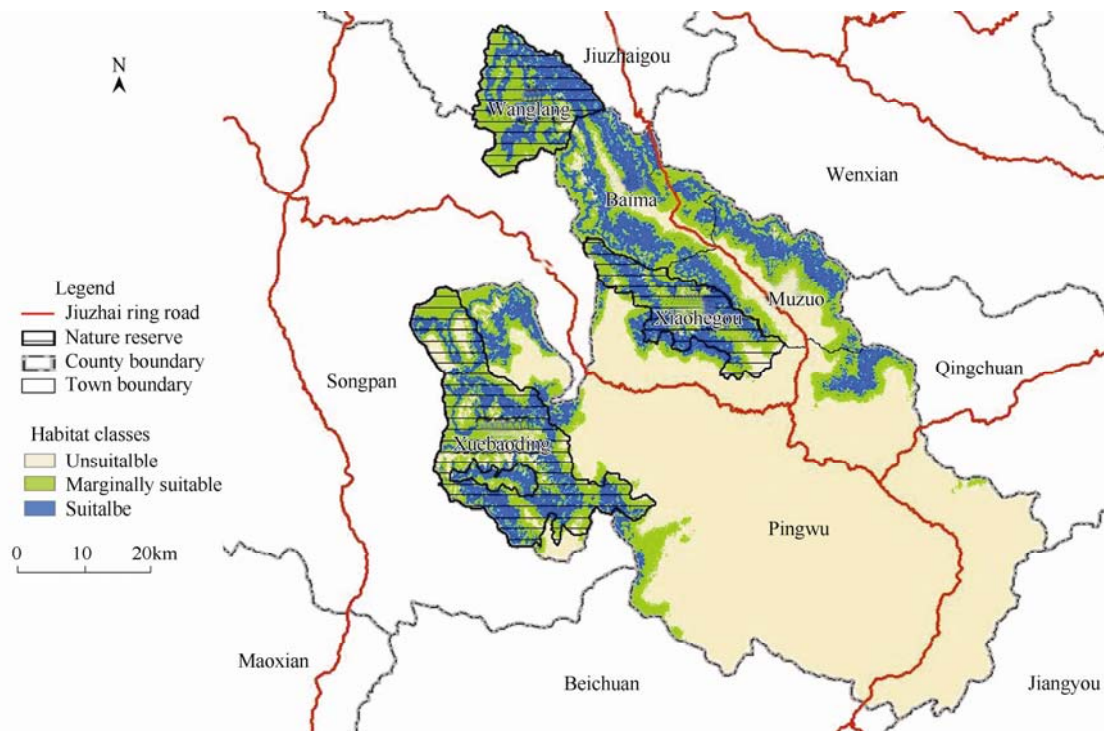 N
Jiuzhaigou
Wanglang
Wenxian
Baima
Muzuo
Xiaohegou
Qingchuan
Songpan
Xuebaoding
Pingwu
Maoxian
Beichuan
Jiangyou
Legend
Jiuzhai ring road
Nature reserve
County boundary
Town boundary
Habitat classes
Unsuitalble
Marginally suitable
Suitalbe
0 10 20km